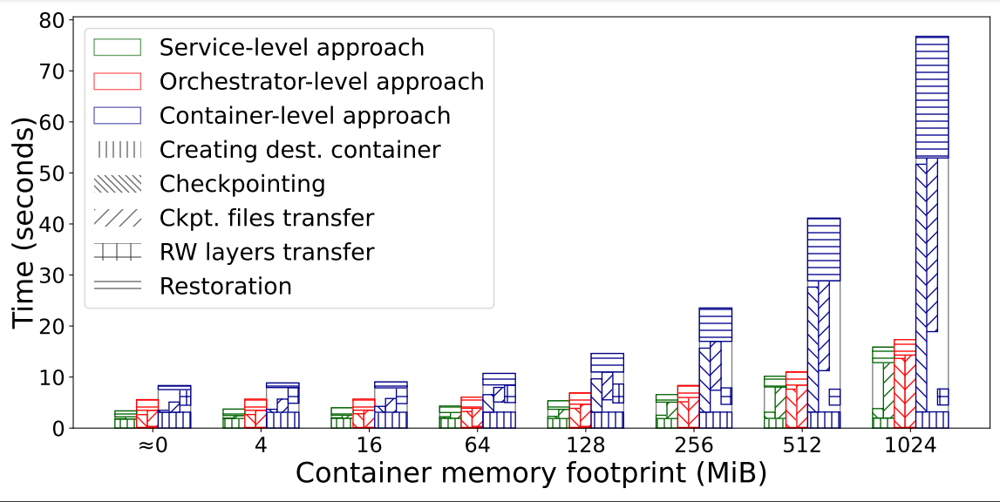 80
70
60
50
40
30
20
10
0
Time (seconds)
Service-level approach
Orchestrator-level approach
Container-level approach
Creating dest. container
Checkpointing
Ckpt. files transfer
RW layers transfer
Restoration
≈0 4 16 64 128 256 512 1024
Container memory footprint (MiB)